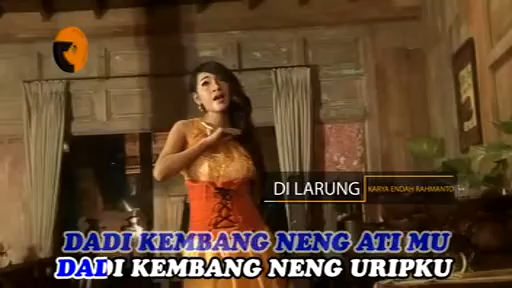 DI LARUNG
KARYA ENDAH RAHMANTO
DADI KEMBANG NENG ATI MU
DADI KEMBANG NENG URIPKU